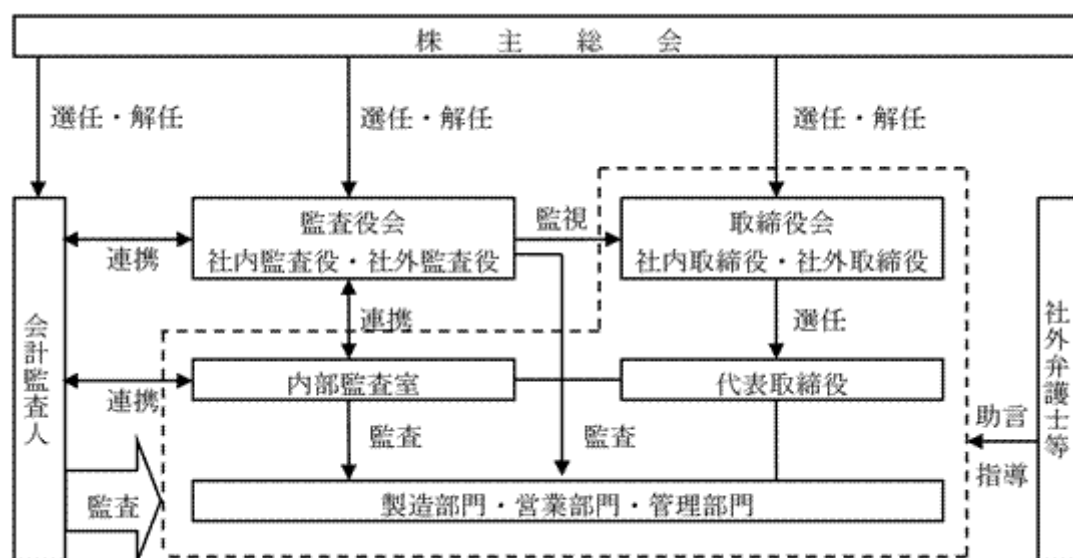 株主総会
選任・解任
選任・解任
選任・解任
監査役会
社内監査役・社外監査役
監視
取締役会
社内取締役・社外取締役
連携
連携
選任
会計監査人
社外弁護士等
内部監査室
代表取締役
連携
監査
監査
助言
指導
製造部門・営業部門・管理部門
監査